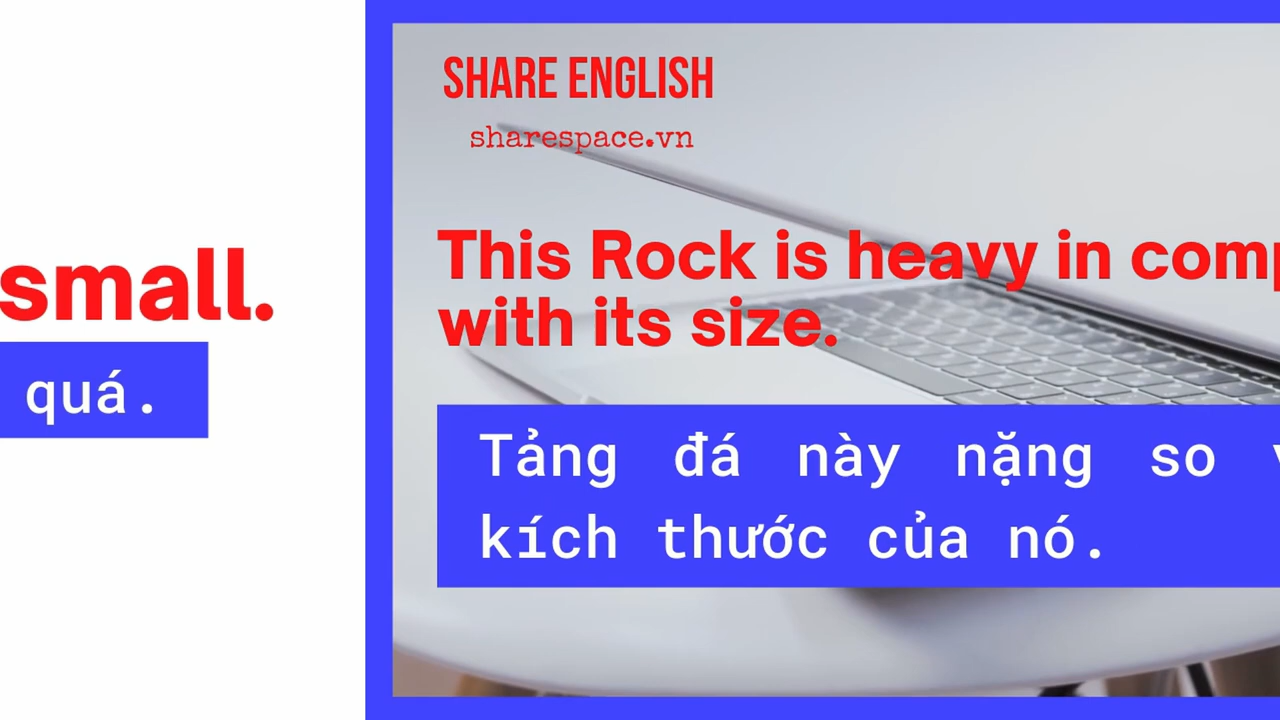 small.
quá.
SHARE ENGLISH
sharespace.vn
This Rock is heavy in
with its size.
Tảng đá này nặng so
kích thước của nó.